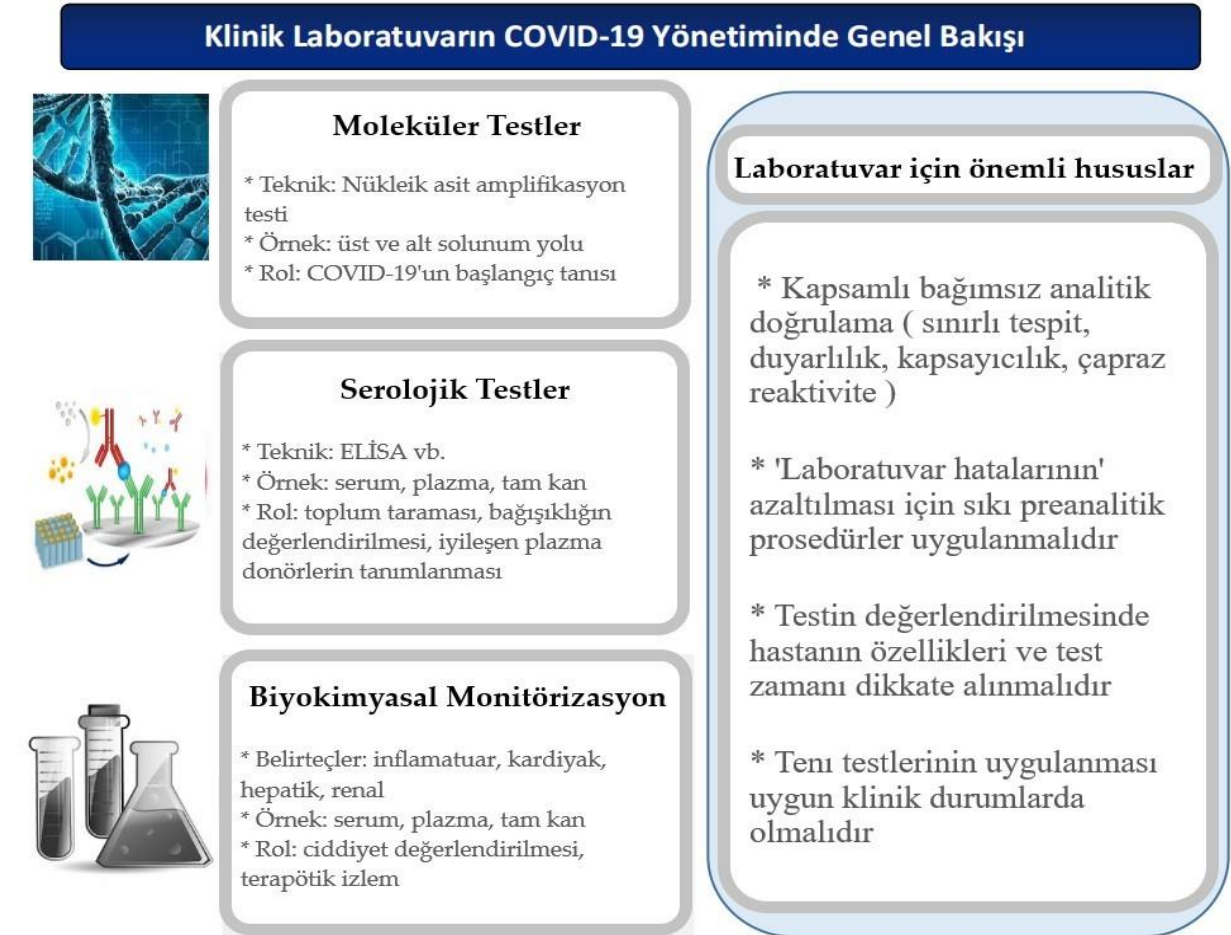 Klinik Laboratuvarın COVID-19 Yönetiminde Genel Bakışı
Moleküler Testler
* Teknik: Nükleik asit amplifikasyon
testi
* Örnek: üst ve alt solunum yolu
* Rol: COVID-19'un başlangıç tanısı
Serolojik Testler
* Teknik: ELİSA vb.
* Örnek: serum, plazma, tam kan
* Rol: toplum taraması, bağışıklığın
değerlendirilmesi, iyileşen plazma
donörlerin tanımlanması
Biyokimyasal Monitörizasyon
* Belirteçler: inflamatuar, kardiyak,
hepatik, renal
* Örnek: serum, plazma, tam kan
* Rol: ciddiyet değerlendirilmesi,
terapötik izlem
Laboratuvar için önemli hususlar
* Kapsamlı bağımsız analitik
doğrulama ( sınırlı tespit,
duyarlılık, kapsayıcılık, çapraz
reaktivite )
* 'Laboratuvar hatalarının'
azaltılması için sıkı preanalitik
prosedürler uygulanmalıdır
* Testin değerlendirilmesinde
hastanın özellikleri ve test
zamanı dikkate alınmalıdır
* Tenı testlerinin uygulanması
uygun klinik durumlarda
olmalıdır